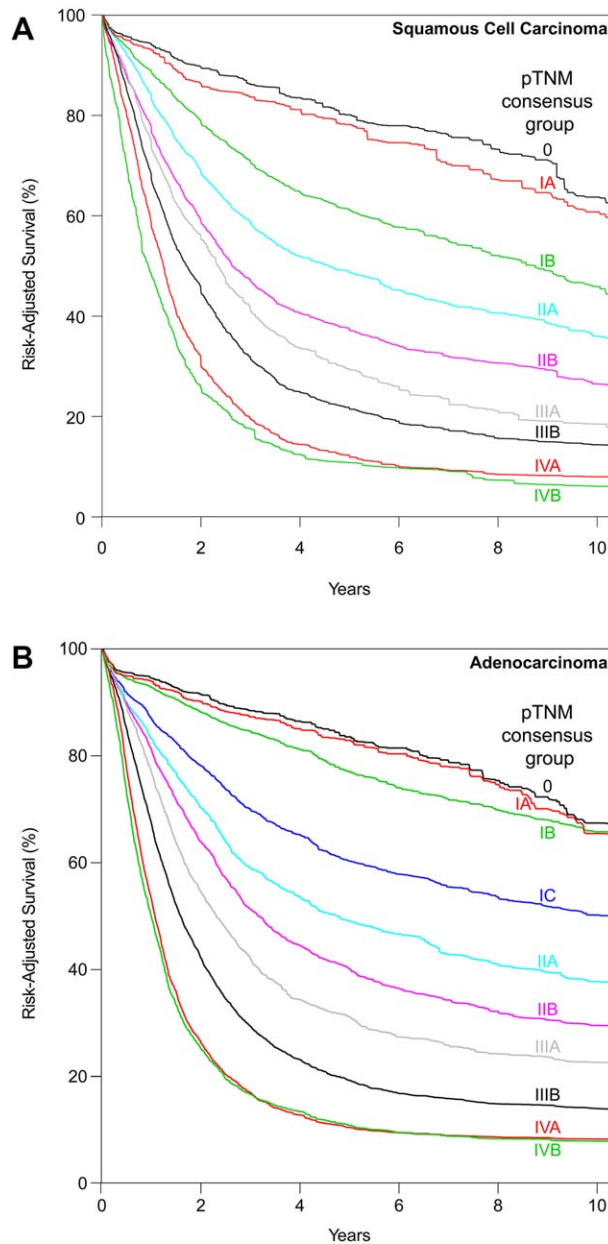 A
Squamous Cell Carcinoma
pTNM
consensus
group
0
IA
IB
IIA
IIB
IIIA
IIIB
IVA
IVB
Risk-Adjusted Survival (%)
100
80
60
40
20
0
0 2 4 6 8 10
Years
B
Adenocarcinoma
pTNM
consensus
group
0
IA
IB
IC
IIA
IIB
IIIA
IIIB
IVA
IVB
Risk-Adjusted Survival (%)
100
80
60
40
20
0
0 2 4 6 8 10
Years